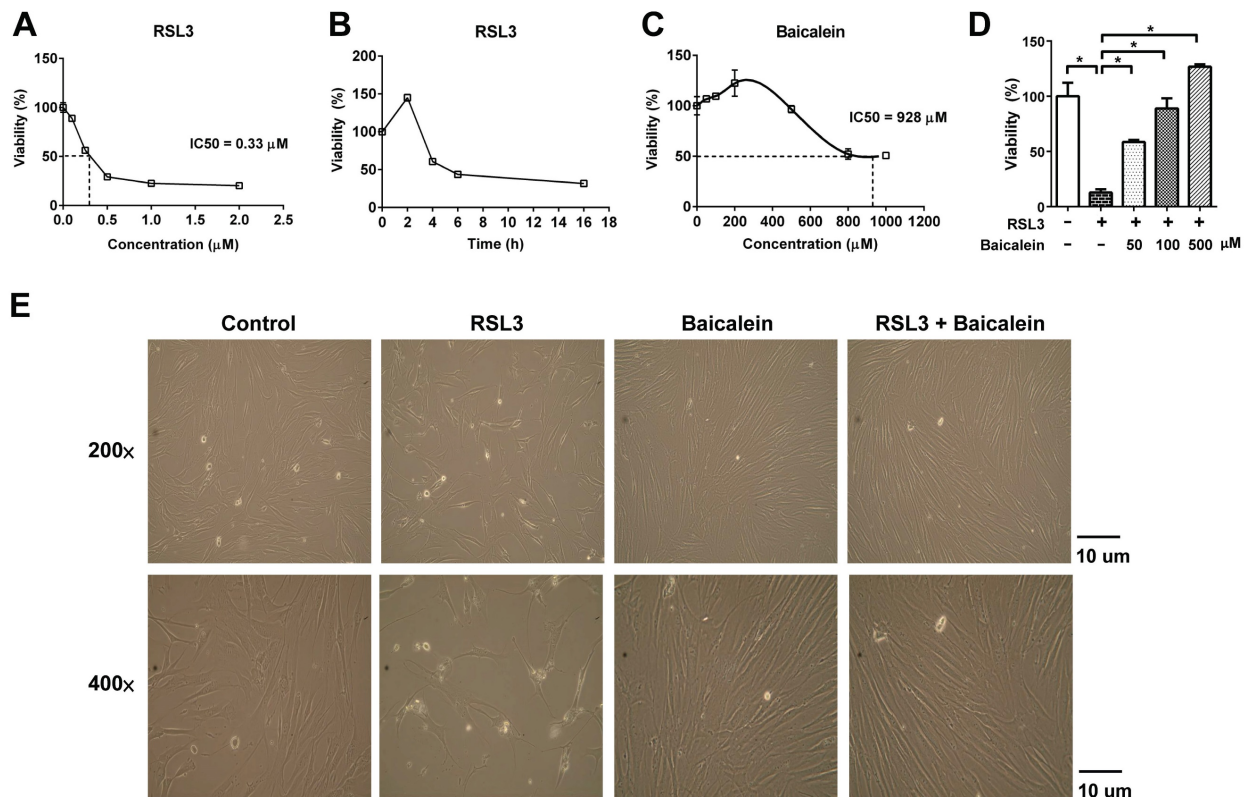 A
RSL3
Viability (%)
150
100
50
0
IC50 = 0.33 μM
0.0 0.5 1.0 1.5 2.0 2.5
Concentration (μM)
B
RSL3
Viability (%)
200
150
100
50
0
0 2 4 6 8 10 12 14 16 18
Time (h)
C
Baicalein
Viability (%)
150
100
50
0
IC50 = 928 μM
0 200 400 600 800 1000 1200
Concentration (μM)
D
Viability (%)
150
100
50
0
*
*
*
*
RSL3 − + + + +
Baicalein − − 50 100 500 μM
E
Control RSL3 Baicalein RSL3 + Baicalein
200×
10 um
400×
10 um